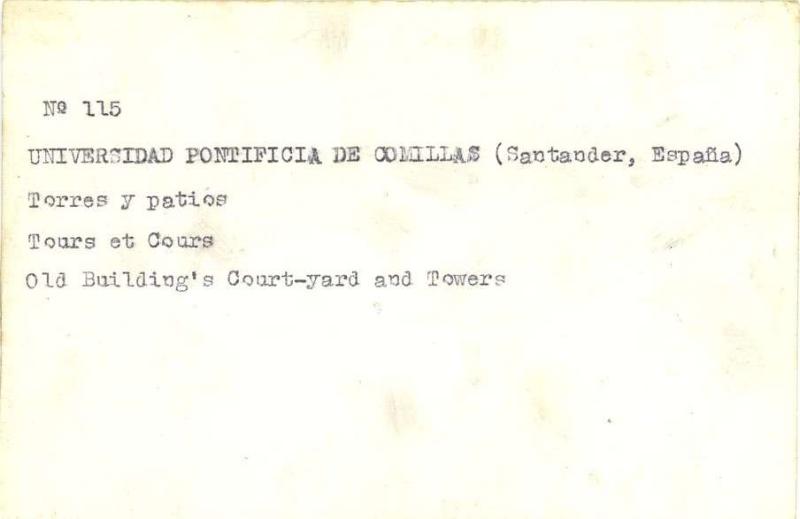 Nº 115
UNIVERSIDAD PONTIFICIA DE COMILLAS (Santander, España)
Torres y patios
Tours et Cours
Old Building's Court-yard and Towers